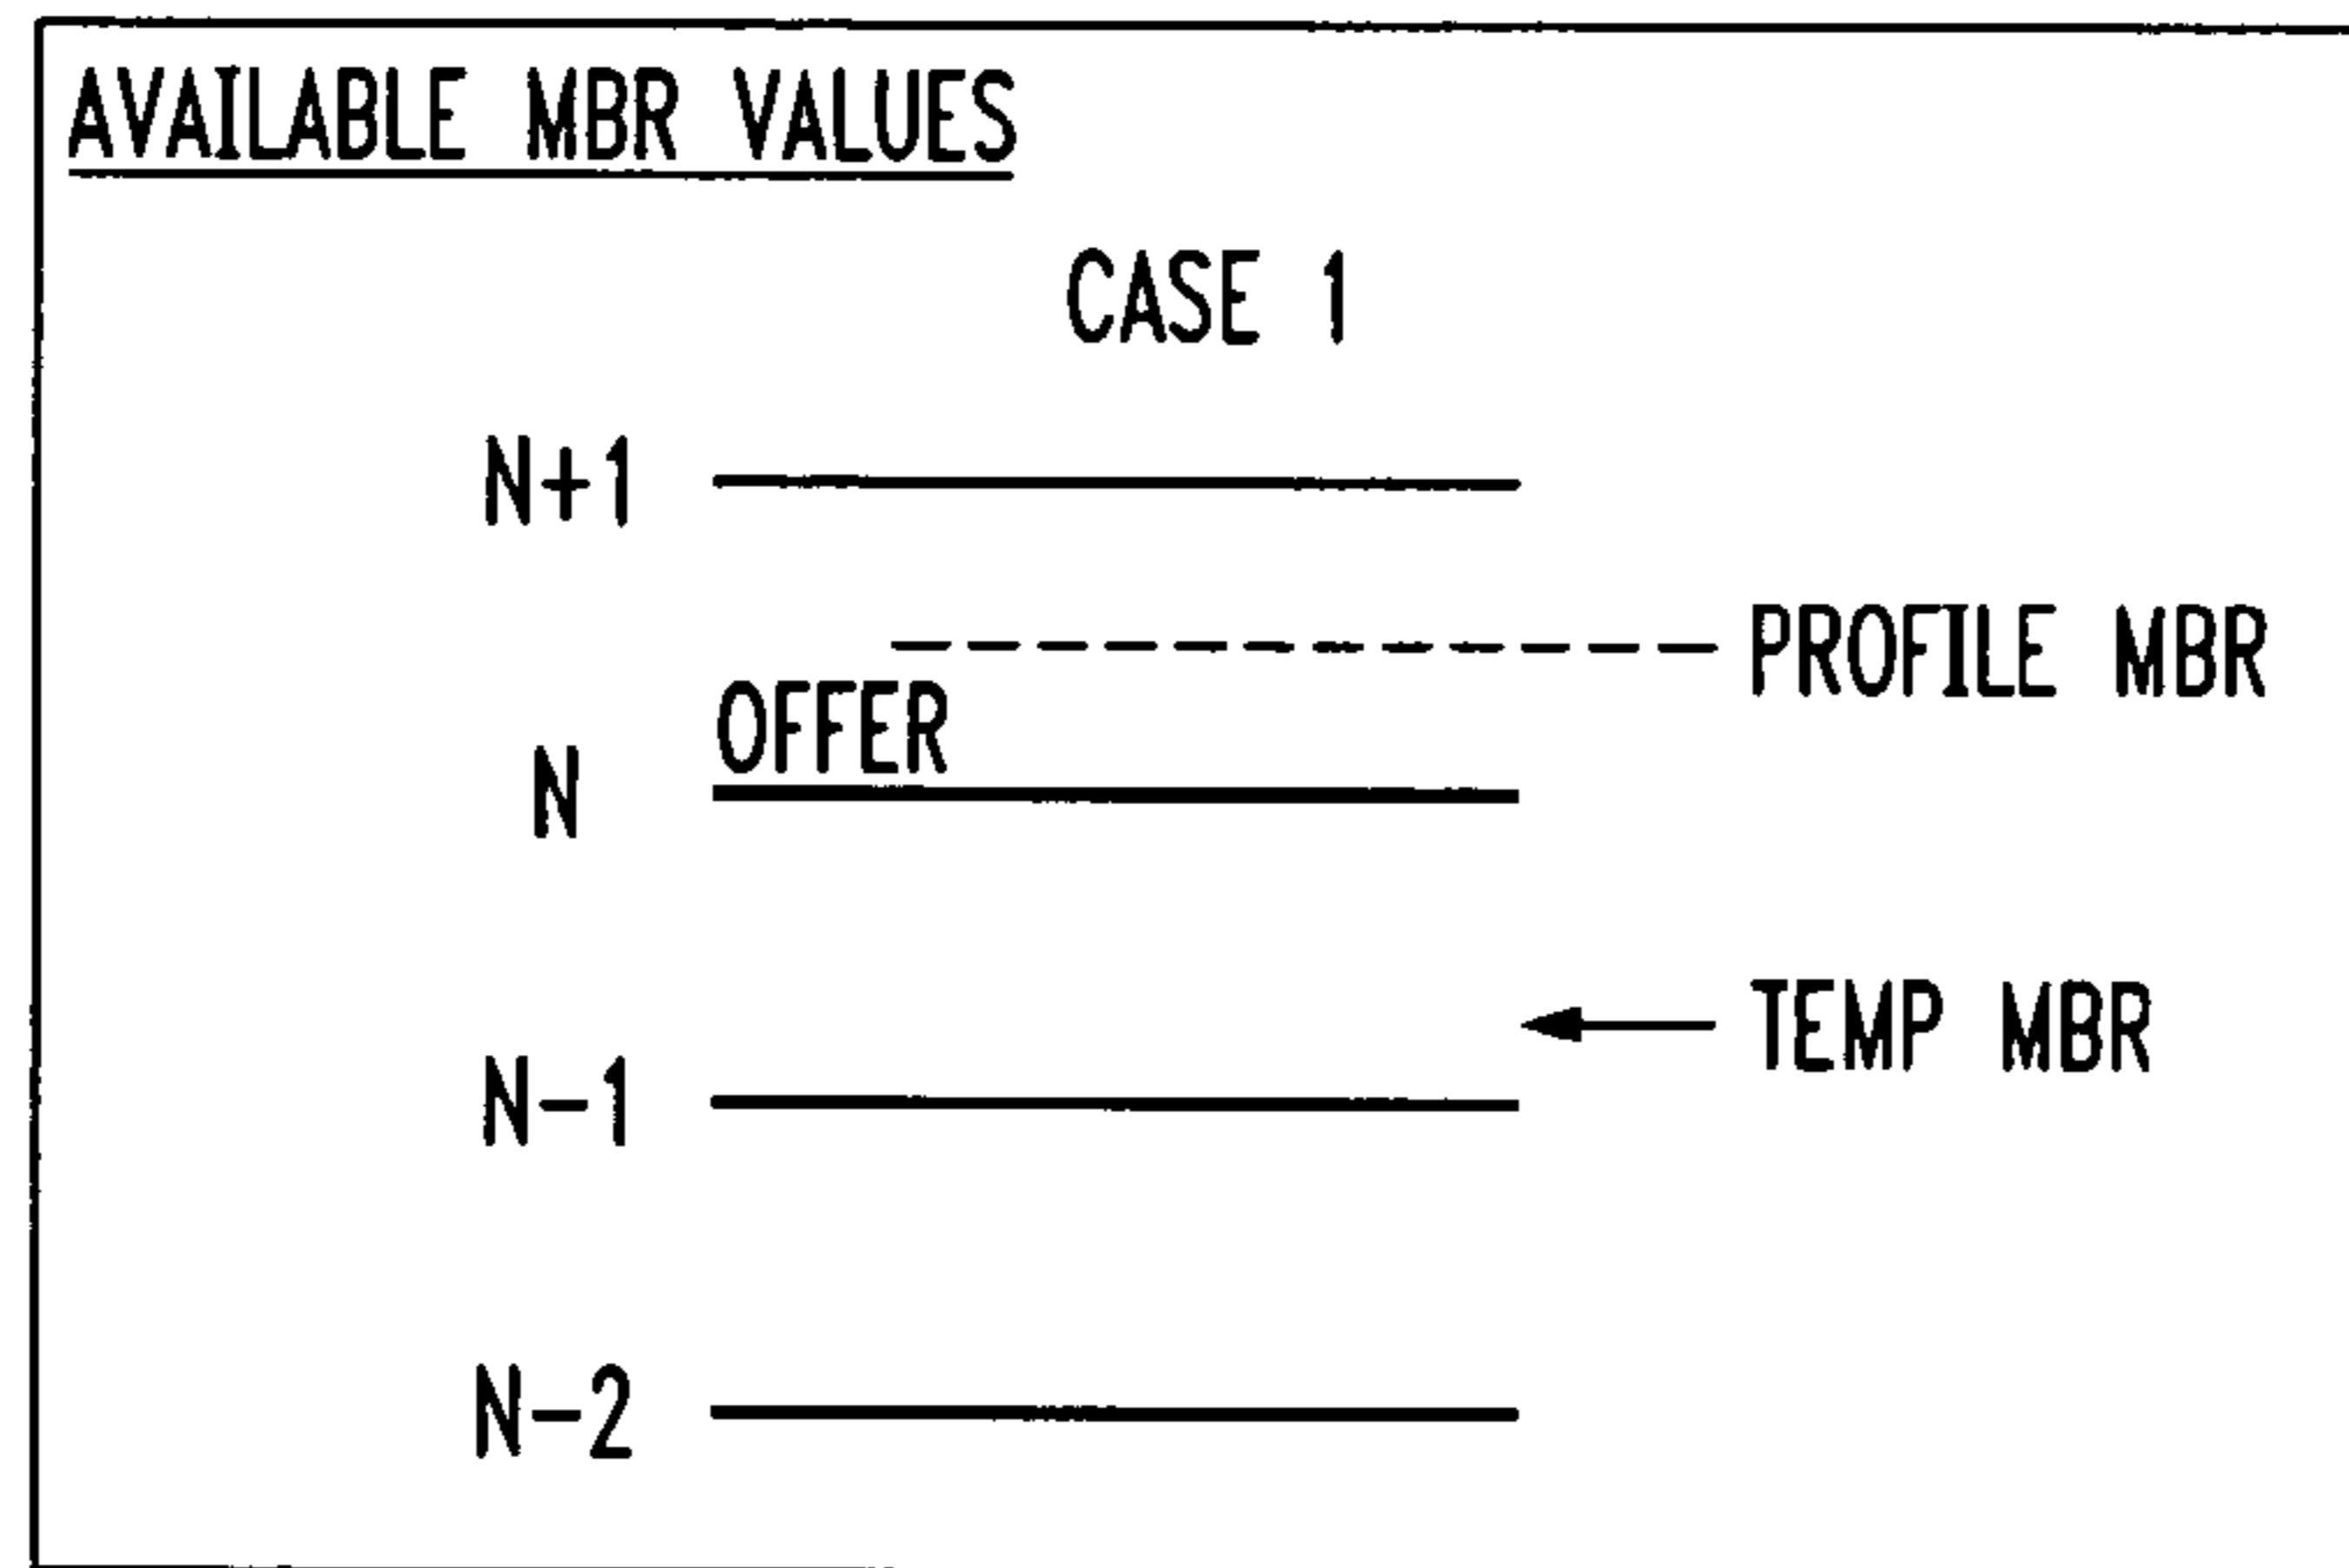 AVAILABLE MBR VALUES
CASE 1
N+1
PROFILE MBR
OFFER
N
TEMP MBR
N-1
N-2